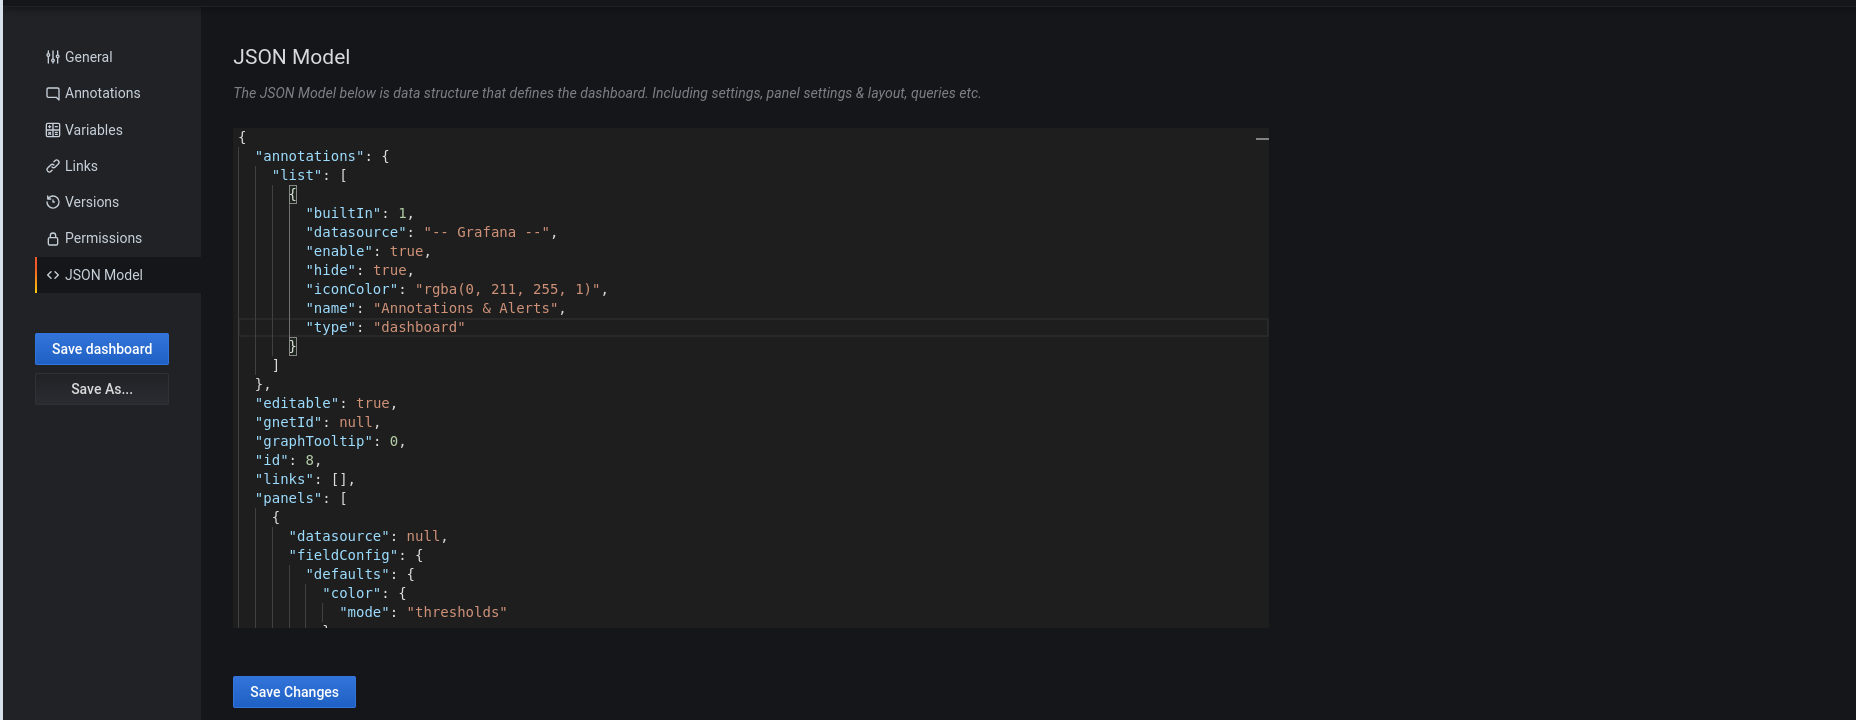 General
Annotations
Variables
Links
Versions
Permissions
JSON Model
Save dashboard
Save As...
JSON Model
The JSON Model below is data structure that defines the dashboard. Including settings, panel settings & layout, queries etc.
{
"annotations": {
"list": [
{
"builtIn": 1,
"datasource": "-- Grafana --",
"enable": true,
"hide": true,
"iconColor": "rgba(0, 211, 255, 1)",
"name": "Annotations & Alerts",
"type": "dashboard"
}
]
},
"editable": true,
"gnetId": null,
"graphTooltip": 0,
"id": 8,
"links": [],
"panels": [
{
"datasource": null,
"fieldConfig": {
"defaults": {
"color": {
"mode": "thresholds"
Save Changes